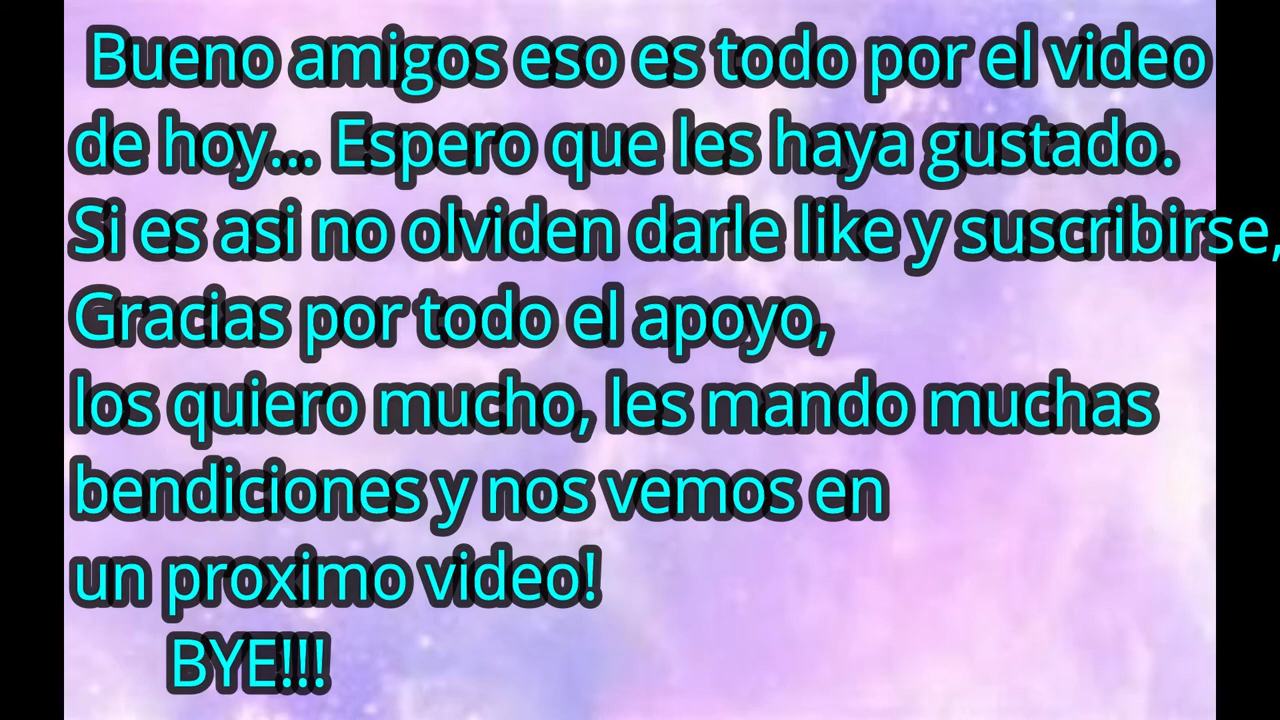 Bueno amigos eso es todo por el video
de hoy... Espero que les haya gustado.
Si es asi no olviden darle like y suscribirse,
Gracias por todo el apoyo,
los quiero mucho, les mando muchas
bendiciones y nos vemos en
un proximo video!
BYE!!!